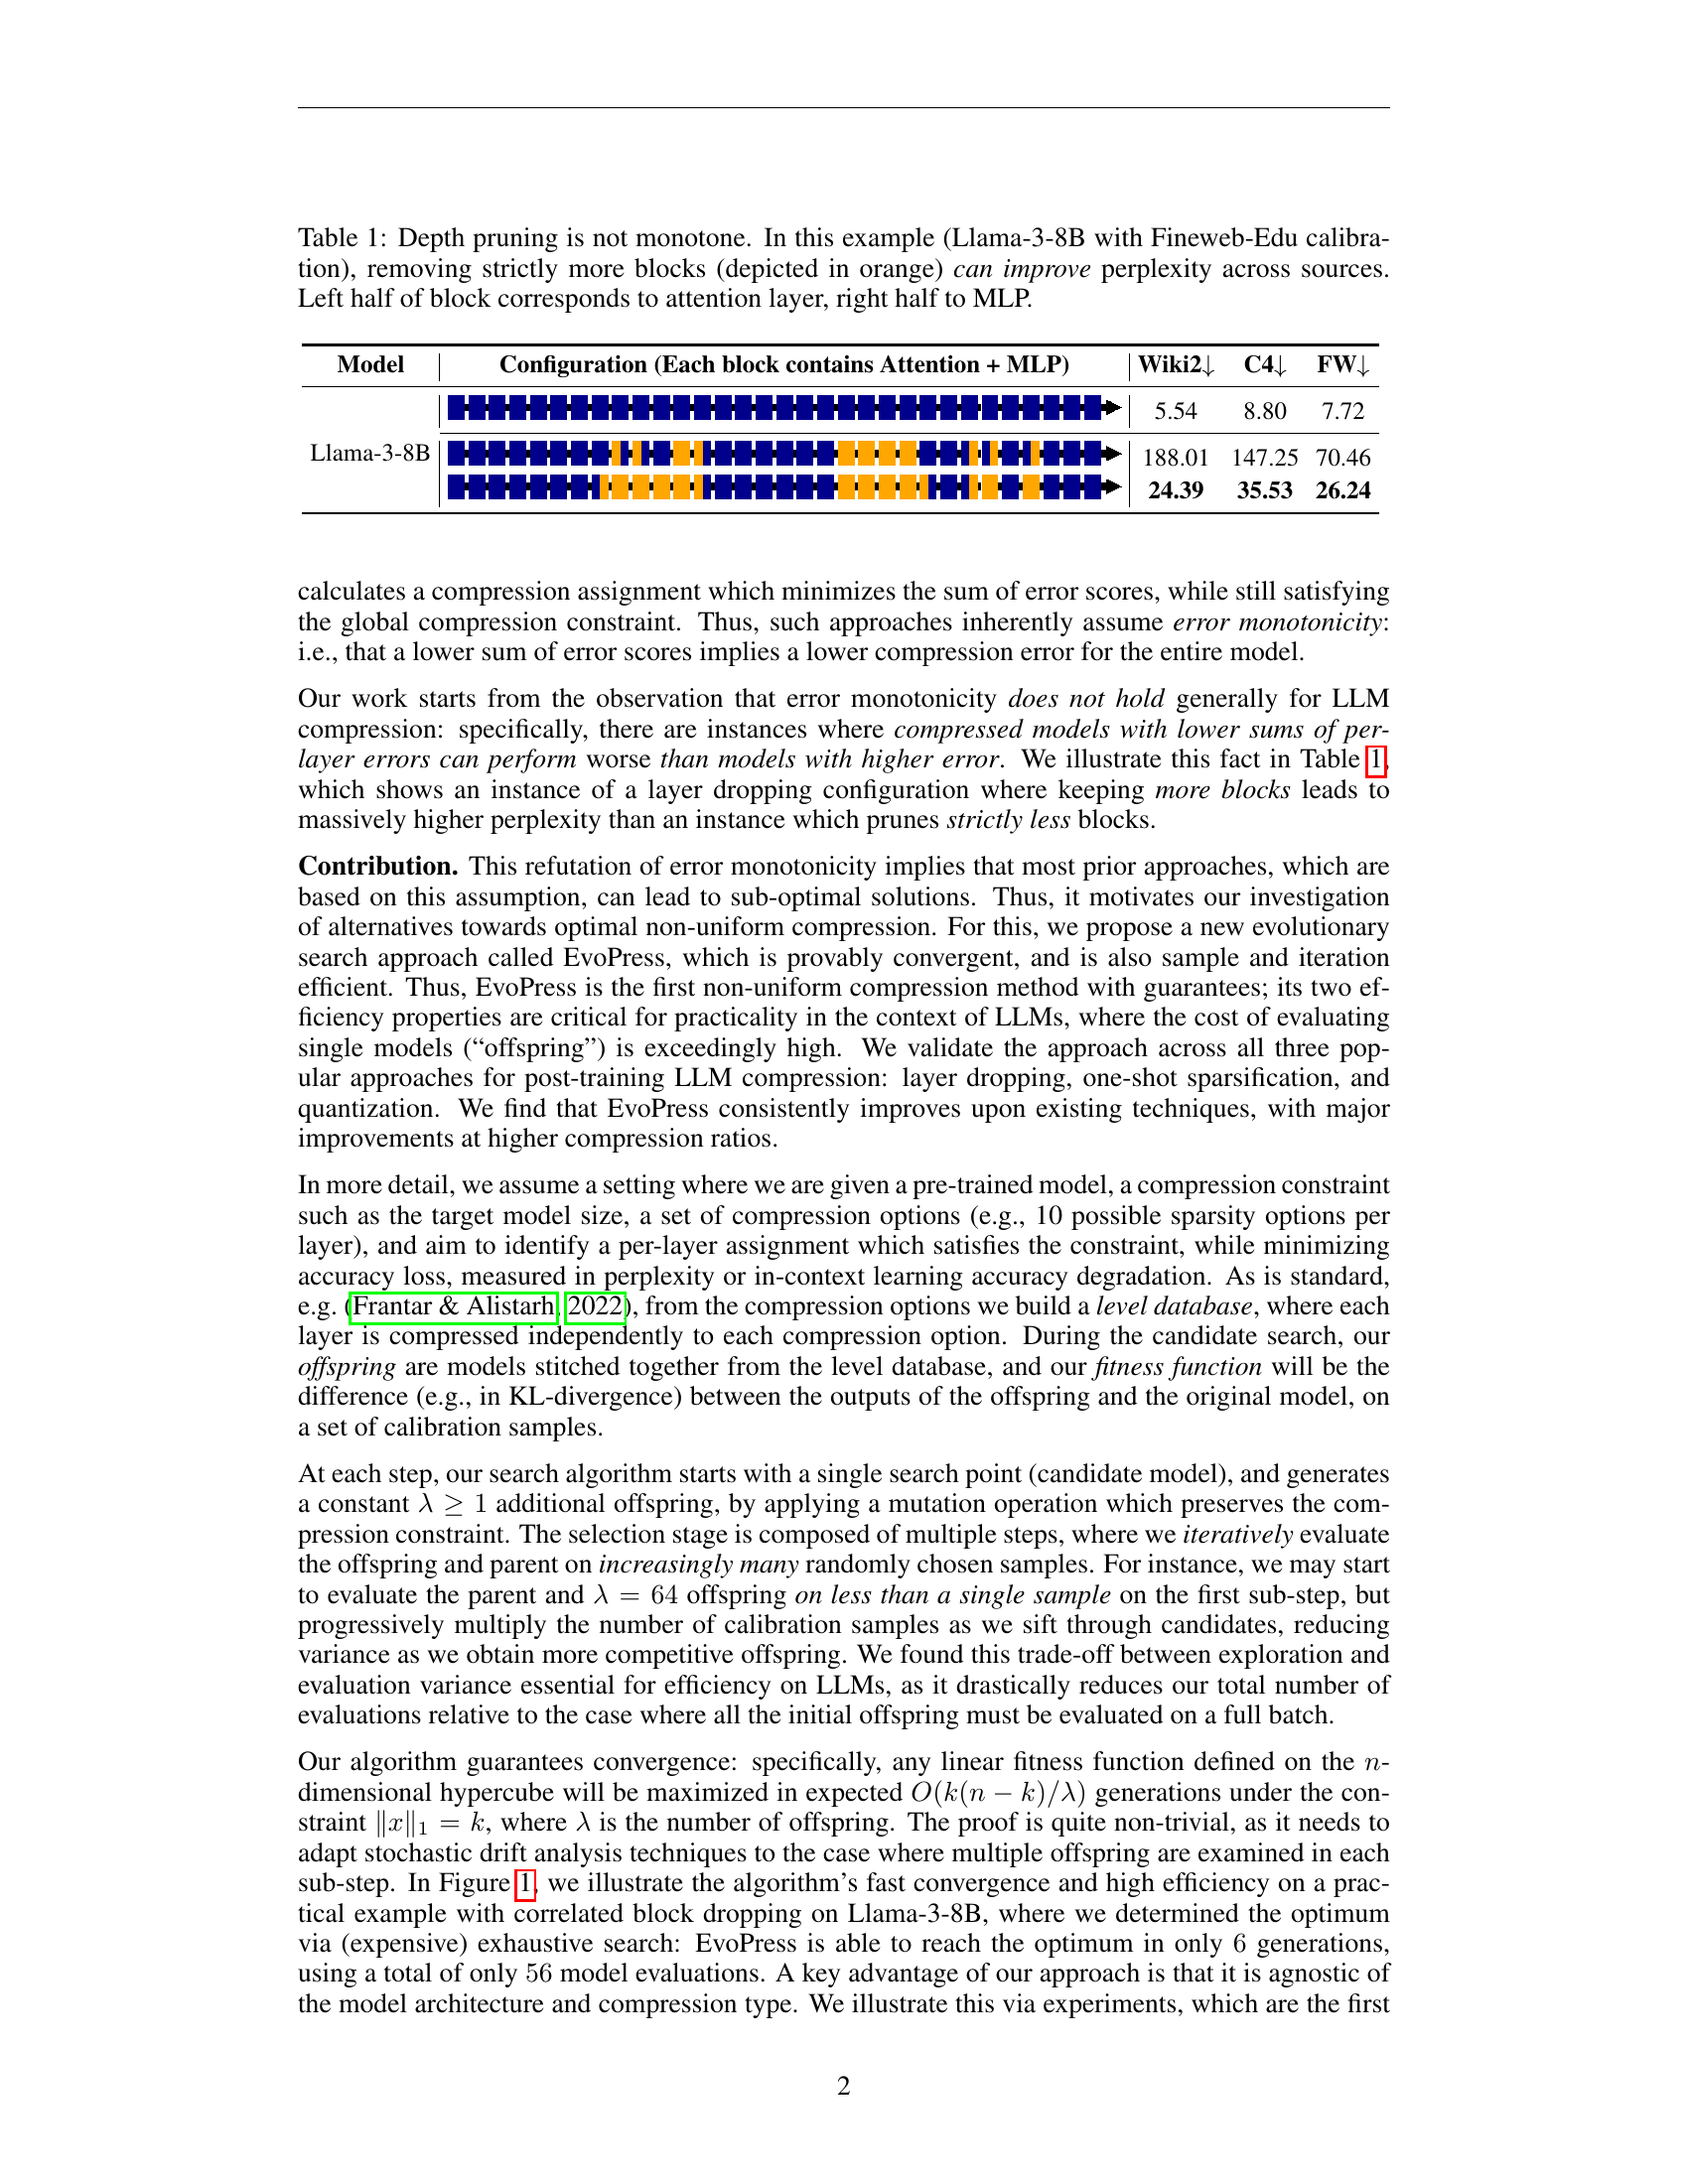 Table 1: Depth pruning is not monotone. In this example (Llama-3-8B with Fineweb-Edu calibra-
tion), removing strictly more blocks (depicted in orange) can improve perplexity across sources.
Left half of block corresponds to attention layer, right half to MLP.
Model Configuration (Each block contains Attention + MLP) Wiki2↓ C4↓ FW↓
5.54 8.80 7.72
Llama-3-8B 188.01 147.25 70.46
24.39 35.53 26.24
calculates a compression assignment which minimizes the sum of error scores, while still satisfying
the global compression constraint. Thus, such approaches inherently assume error monotonicity:
i.e., that a lower sum of error scores implies a lower compression error for the entire model.
Our work starts from the observation that error monotonicity does not hold generally for LLM
compression: specifically, there are instances where compressed models with lower sums of per-
layer errors can perform worse than models with higher error. We illustrate this fact in Table 1,
which shows an instance of a layer dropping configuration where keeping more blocks leads to
massively higher perplexity than an instance which prunes strictly less blocks.
Contribution. This refutation of error monotonicity implies that most prior approaches, which are
based on this assumption, can lead to sub-optimal solutions. Thus, it motivates our investigation
of alternatives towards optimal non-uniform compression. For this, we propose a new evolutionary
search approach called EvoPress, which is provably convergent, and is also sample and iteration
efficient. Thus, EvoPress is the first non-uniform compression method with guarantees; its two ef-
ficiency properties are critical for practicality in the context of LLMs, where the cost of evaluating
single models (“offspring”) is exceedingly high. We validate the approach across all three pop-
ular approaches for post-training LLM compression: layer dropping, one-shot sparsification, and
quantization. We find that EvoPress consistently improves upon existing techniques, with major
improvements at higher compression ratios.
In more detail, we assume a setting where we are given a pre-trained model, a compression constraint
such as the target model size, a set of compression options (e.g., 10 possible sparsity options per
layer), and aim to identify a per-layer assignment which satisfies the constraint, while minimizing
accuracy loss, measured in perplexity or in-context learning accuracy degradation. As is standard,
e.g. (Frantar & Alistarh, 2022), from the compression options we build a level database, where each
layer is compressed independently to each compression option. During the candidate search, our
offspring are models stitched together from the level database, and our fitness function will be the
difference (e.g., in KL-divergence) between the outputs of the offspring and the original model, on
a set of calibration samples.
At each step, our search algorithm starts with a single search point (candidate model), and generates
a constant λ ≥ 1 additional offspring, by applying a mutation operation which preserves the com-
pression constraint. The selection stage is composed of multiple steps, where we iteratively evaluate
the offspring and parent on increasingly many randomly chosen samples. For instance, we may start
to evaluate the parent and λ = 64 offspring on less than a single sample on the first sub-step, but
progressively multiply the number of calibration samples as we sift through candidates, reducing
variance as we obtain more competitive offspring. We found this trade-off between exploration and
evaluation variance essential for efficiency on LLMs, as it drastically reduces our total number of
evaluations relative to the case where all the initial offspring must be evaluated on a full batch.
Our algorithm guarantees convergence: specifically, any linear fitness function defined on the n-
dimensional hypercube will be maximized in expected O(k(n − k)/λ) generations under the con-
straint ‖x‖₁ = k, where λ is the number of offspring. The proof is quite non-trivial, as it needs to
adapt stochastic drift analysis techniques to the case where multiple offspring are examined in each
sub-step. In Figure 1, we illustrate the algorithm’s fast convergence and high efficiency on a prac-
tical example with correlated block dropping on Llama-3-8B, where we determined the optimum
via (expensive) exhaustive search: EvoPress is able to reach the optimum in only 6 generations,
using a total of only 56 model evaluations. A key advantage of our approach is that it is agnostic of
the model architecture and compression type. We illustrate this via experiments, which are the first
2